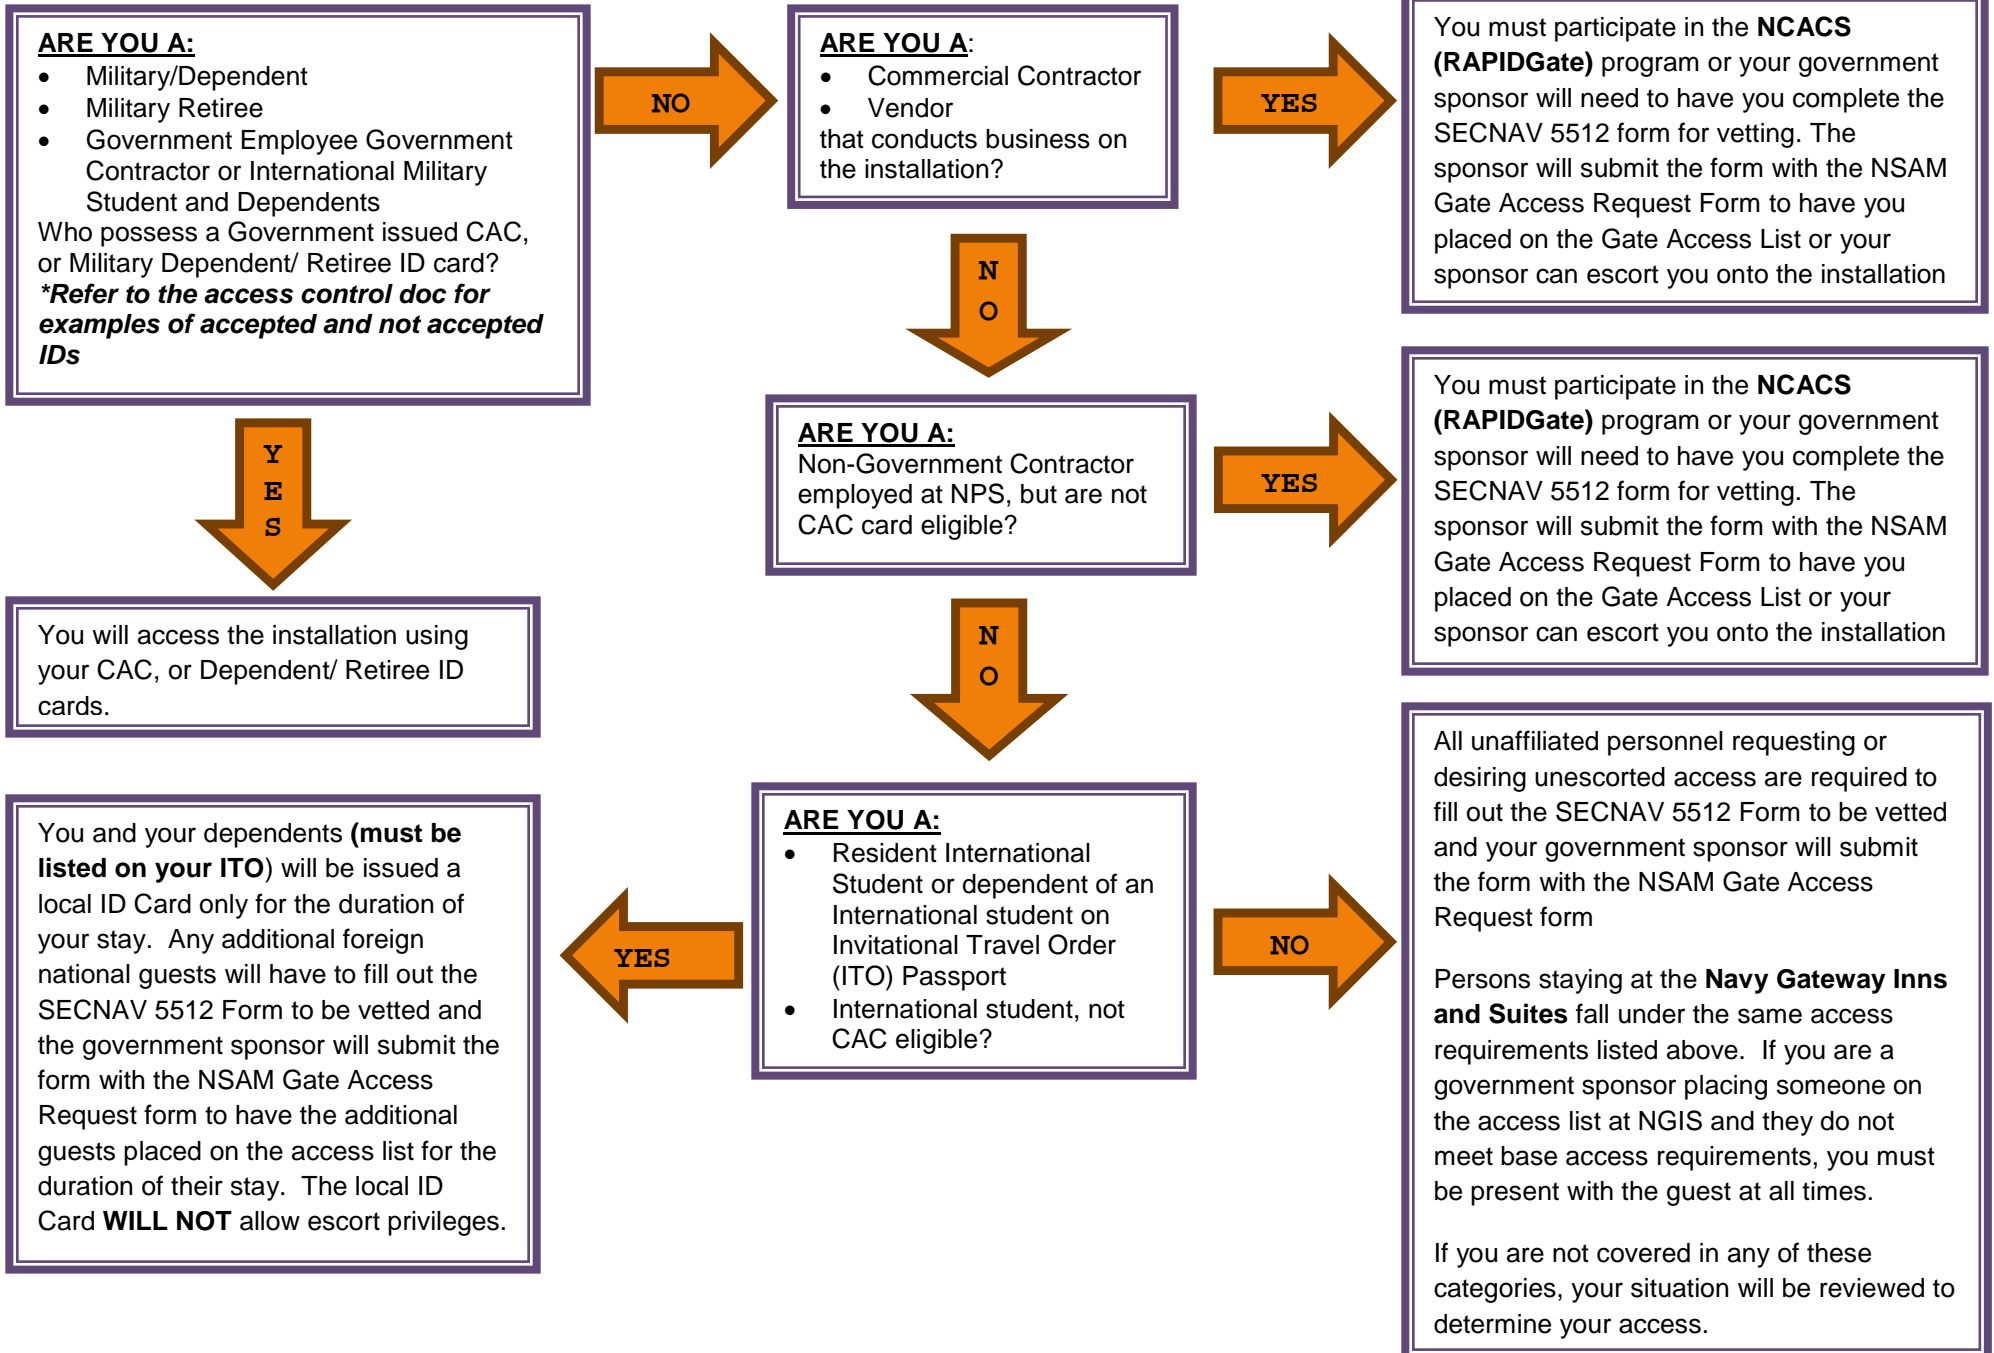 ARE YOU A:
• Military/Dependent
• Military Retiree
• Government Employee Government
Contractor or International Military
Student and Dependents
Who possess a Government issued CAC,
or Military Dependent/ Retiree ID card?
*Refer to the access control doc for
examples of accepted and not accepted
IDs
NO
ARE YOU A:
• Commercial Contractor
• Vendor
that conducts business on
the installation?
YES
You must participate in the NCACS
(RAPIDGate) program or your government
sponsor will need to have you complete the
SECNAV 5512 form for vetting. The
sponsor will submit the form with the NSAM
Gate Access Request Form to have you
placed on the Gate Access List or your
sponsor can escort you onto the installation
N
O
ARE YOU A:
Non-Government Contractor
employed at NPS, but are not
CAC card eligible?
YES
You must participate in the NCACS
(RAPIDGate) program or your government
sponsor will need to have you complete the
SECNAV 5512 form for vetting. The
sponsor will submit the form with the NSAM
Gate Access Request Form to have you
placed on the Gate Access List or your
sponsor can escort you onto the installation
Y
E
S
You will access the installation using
your CAC, or Dependent/ Retiree ID
cards.
N
O
ARE YOU A:
• Resident International
Student or dependent of an
International student on
Invitational Travel Order
(ITO) Passport
• International student, not
CAC eligible?
YES
You and your dependents (must be
listed on your ITO) will be issued a
local ID Card only for the duration of
your stay. Any additional foreign
national guests will have to fill out the
SECNAV 5512 Form to be vetted and
the government sponsor will submit the
form with the NSAM Gate Access
Request form to have the additional
guests placed on the access list for the
duration of their stay. The local ID
Card WILL NOT allow escort privileges.
NO
All unaffiliated personnel requesting or
desiring unescorted access are required to
fill out the SECNAV 5512 Form to be vetted
and your government sponsor will submit
the form with the NSAM Gate Access
Request form
Persons staying at the Navy Gateway Inns
and Suites fall under the same access
requirements listed above. If you are a
government sponsor placing someone on
the access list at NGIS and they do not
meet base access requirements, you must
be present with the guest at all times.
If you are not covered in any of these
categories, your situation will be reviewed to
determine your access.